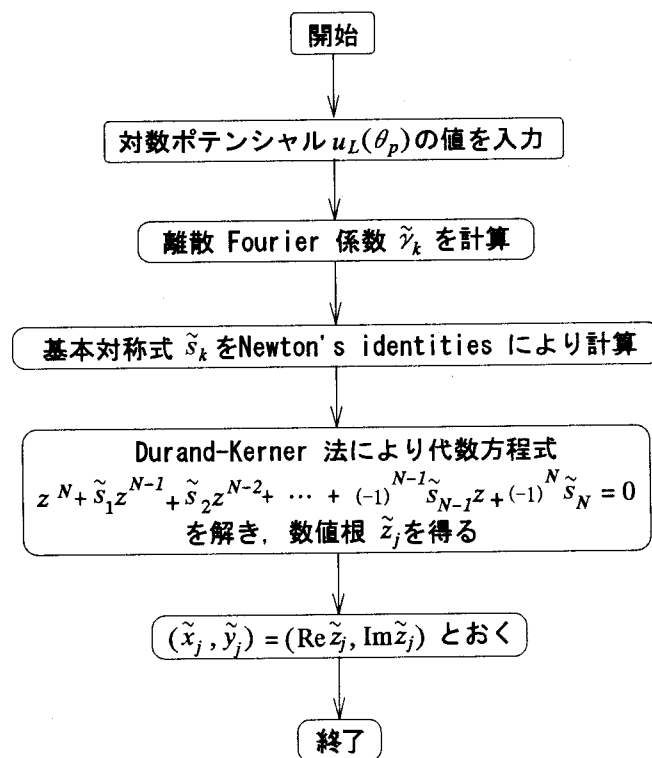 開始
対数ポテンシャル u_L(θ_p)の値を入力
離散 Fourier 係数 γ̃_k を計算
基本対称式 s̃_k をNewton's identities により計算
Durand-Kerner 法により代数方程式
z^N + s̃_1 z^{N-1} + s̃_2 z^{N-2} + … + (-1)^{N-1} s̃_{N-1} z + (-1)^N s̃_N = 0
を解き, 数値根 z̃_j を得る
(x̃_j, ỹ_j) = (Re z̃_j, Im z̃_j) とおく
終了